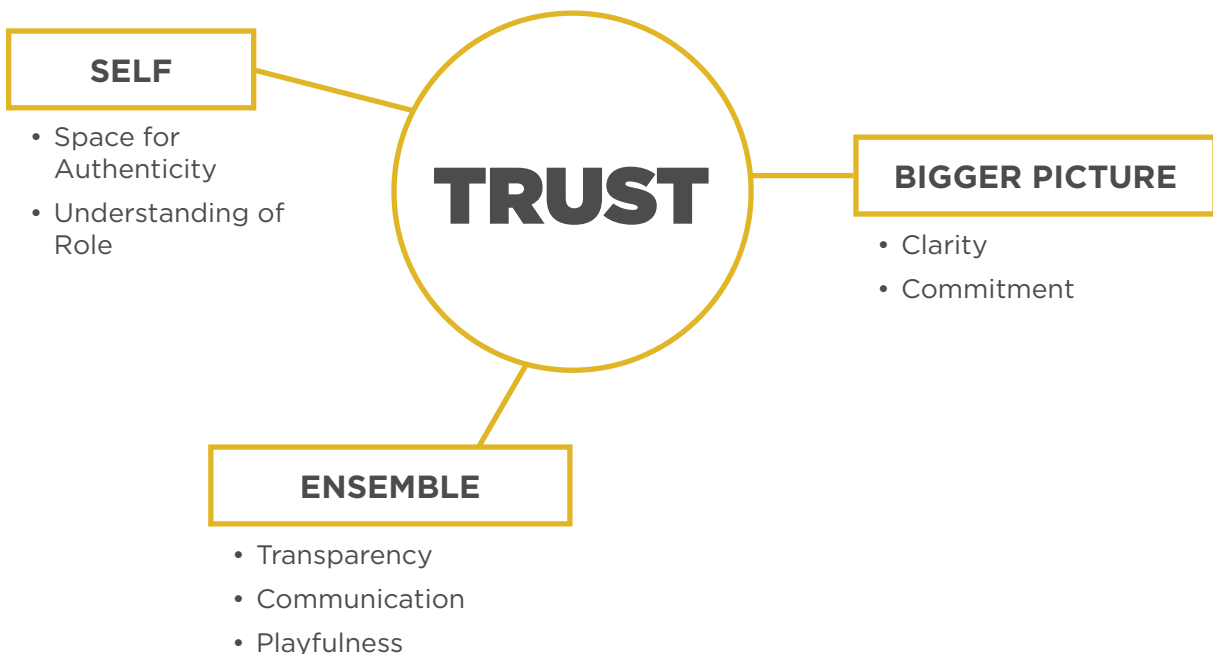 SELF
• Space for
Authenticity
• Understanding of
Role
TRUST
BIGGER PICTURE
• Clarity
• Commitment
ENSEMBLE
• Transparency
• Communication
• Playfulness